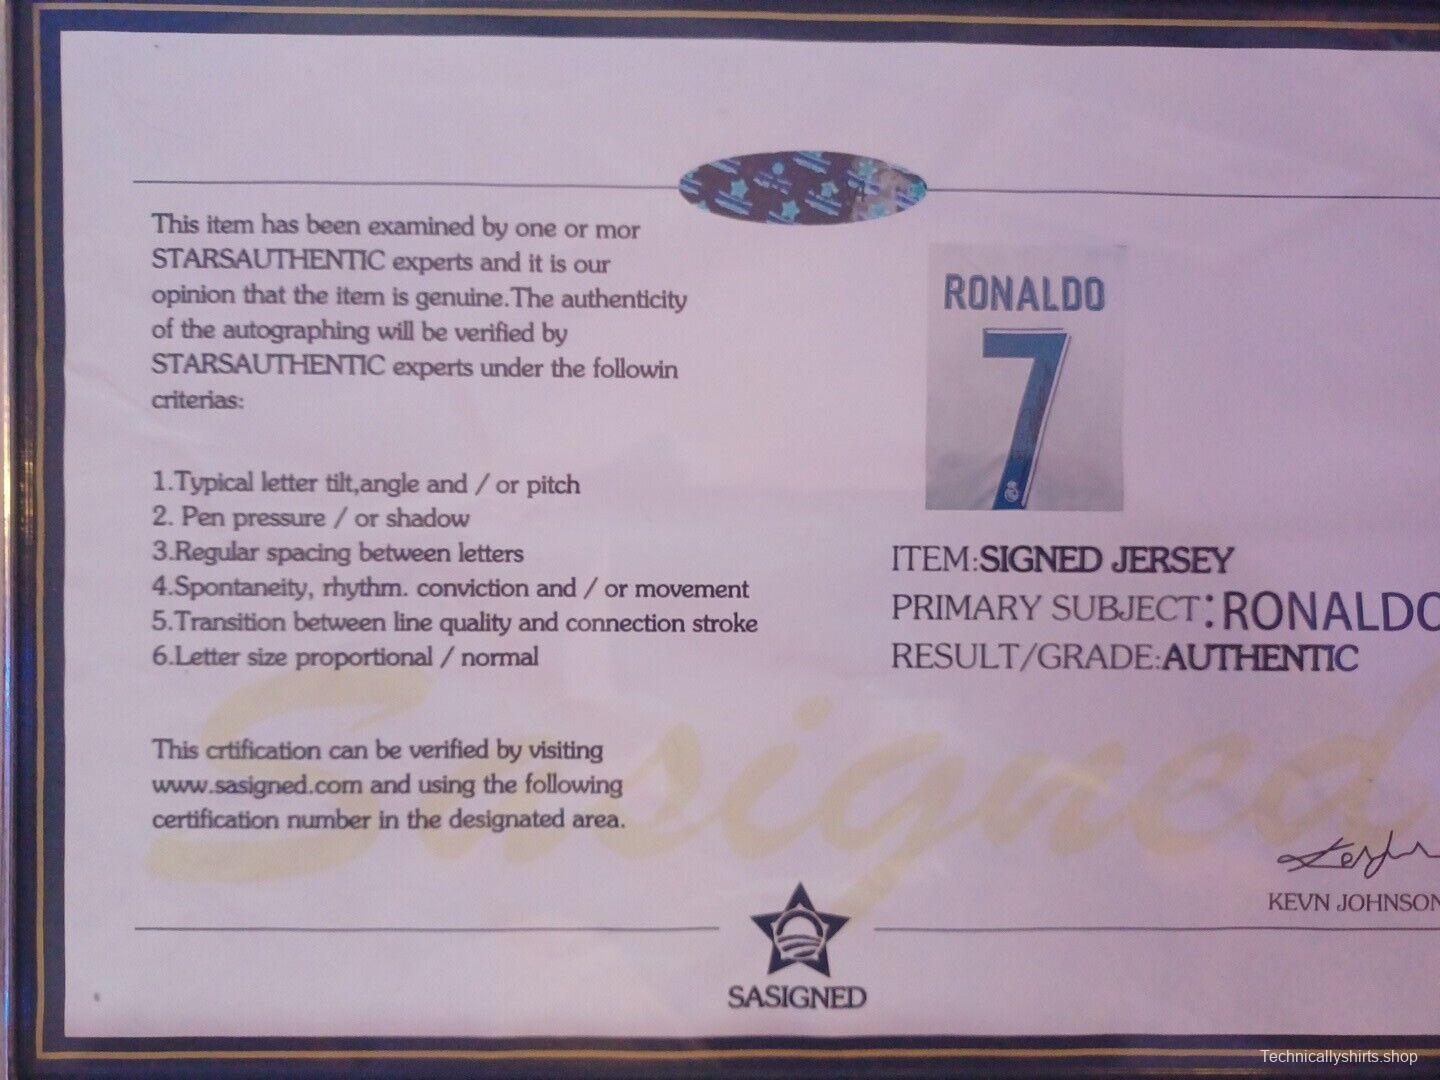 This item has been examined by one or mor
STARSAUTHENTIC experts and it is our
opinion that the item is genuine.The authenticity
of the autographing will be verified by
STARSAUTHENTIC experts under the followin
criterias:
1.Typical letter tilt,angle and / or pitch
2. Pen pressure / or shadow
3.Regular spacing between letters
4.Spontaneity, rhythm. conviction and / or movement
5.Transition between line quality and connection stroke
6.Letter size proportional / normal
This crtification can be verified by visiting
www.sasigned.com and using the following
certification number in the designated area.
RONALDO
7
ITEM:SIGNED JERSEY
PRIMARY SUBJECT:RONALDO
RESULT/GRADE:AUTHENTIC
Sasigned
KEVN JOHNSON
SASIGNED
Technicallyshirts.shop